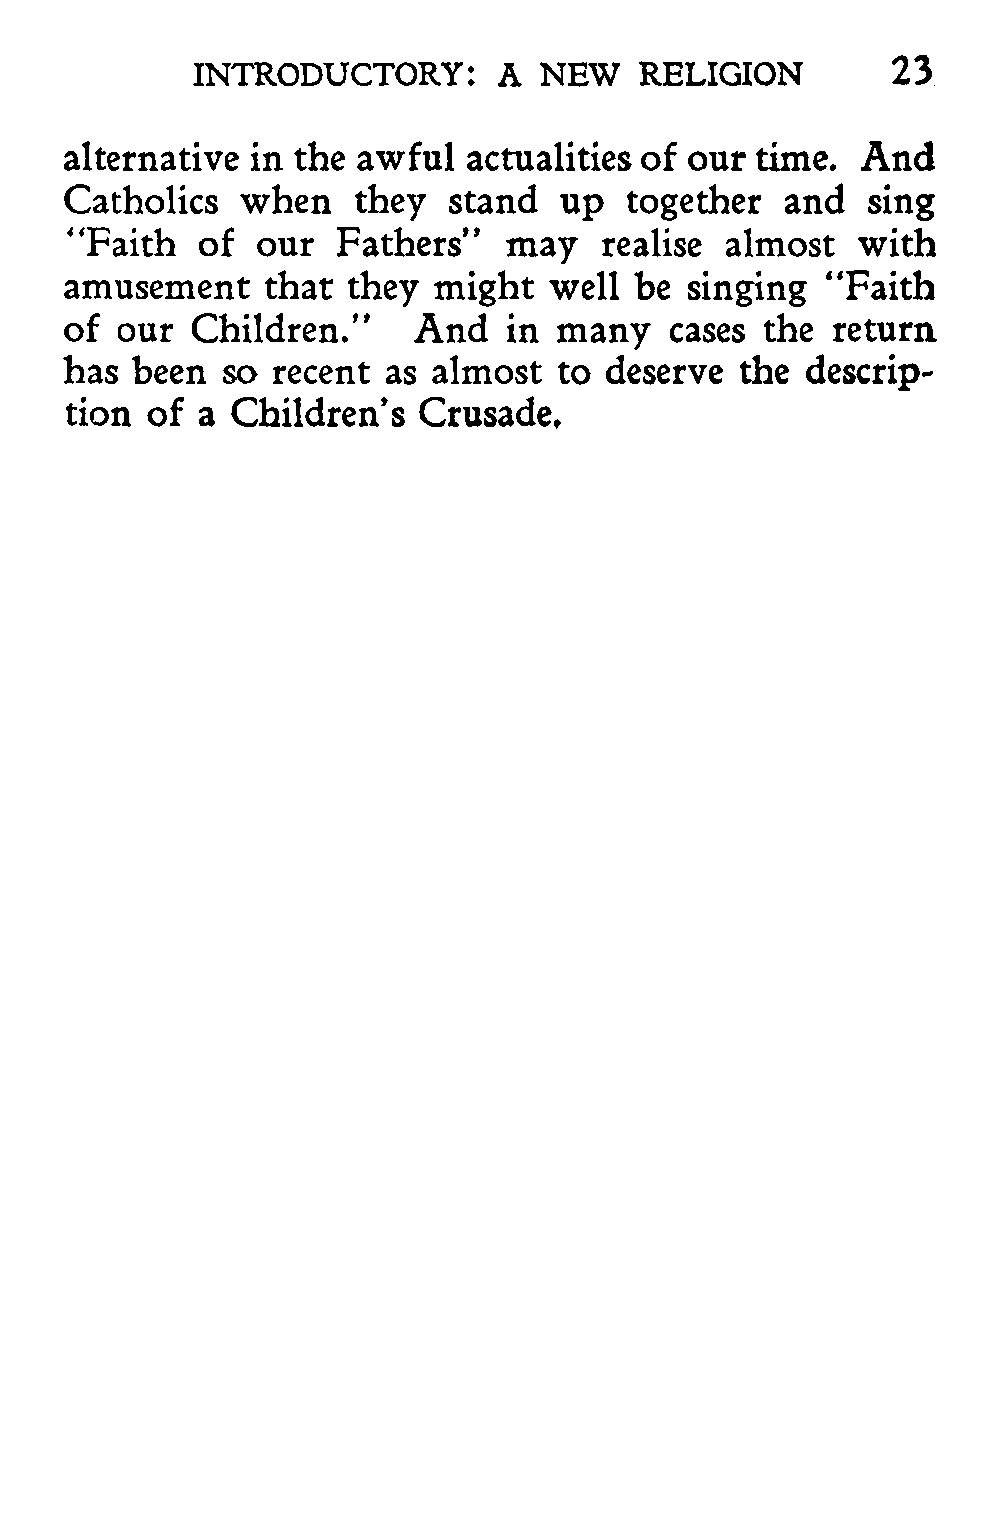 INTRODUCTORY: A NEW RELIGION 23
alternative in the awful actualities of our time. And
Catholics when they stand up together and sing
"Faith of our Fathers" may realise almost with
amusement that they might well be singing "Faith
of our Children." And in many cases the return
has been so recent as almost to deserve the descrip-
tion of a Children's Crusade.